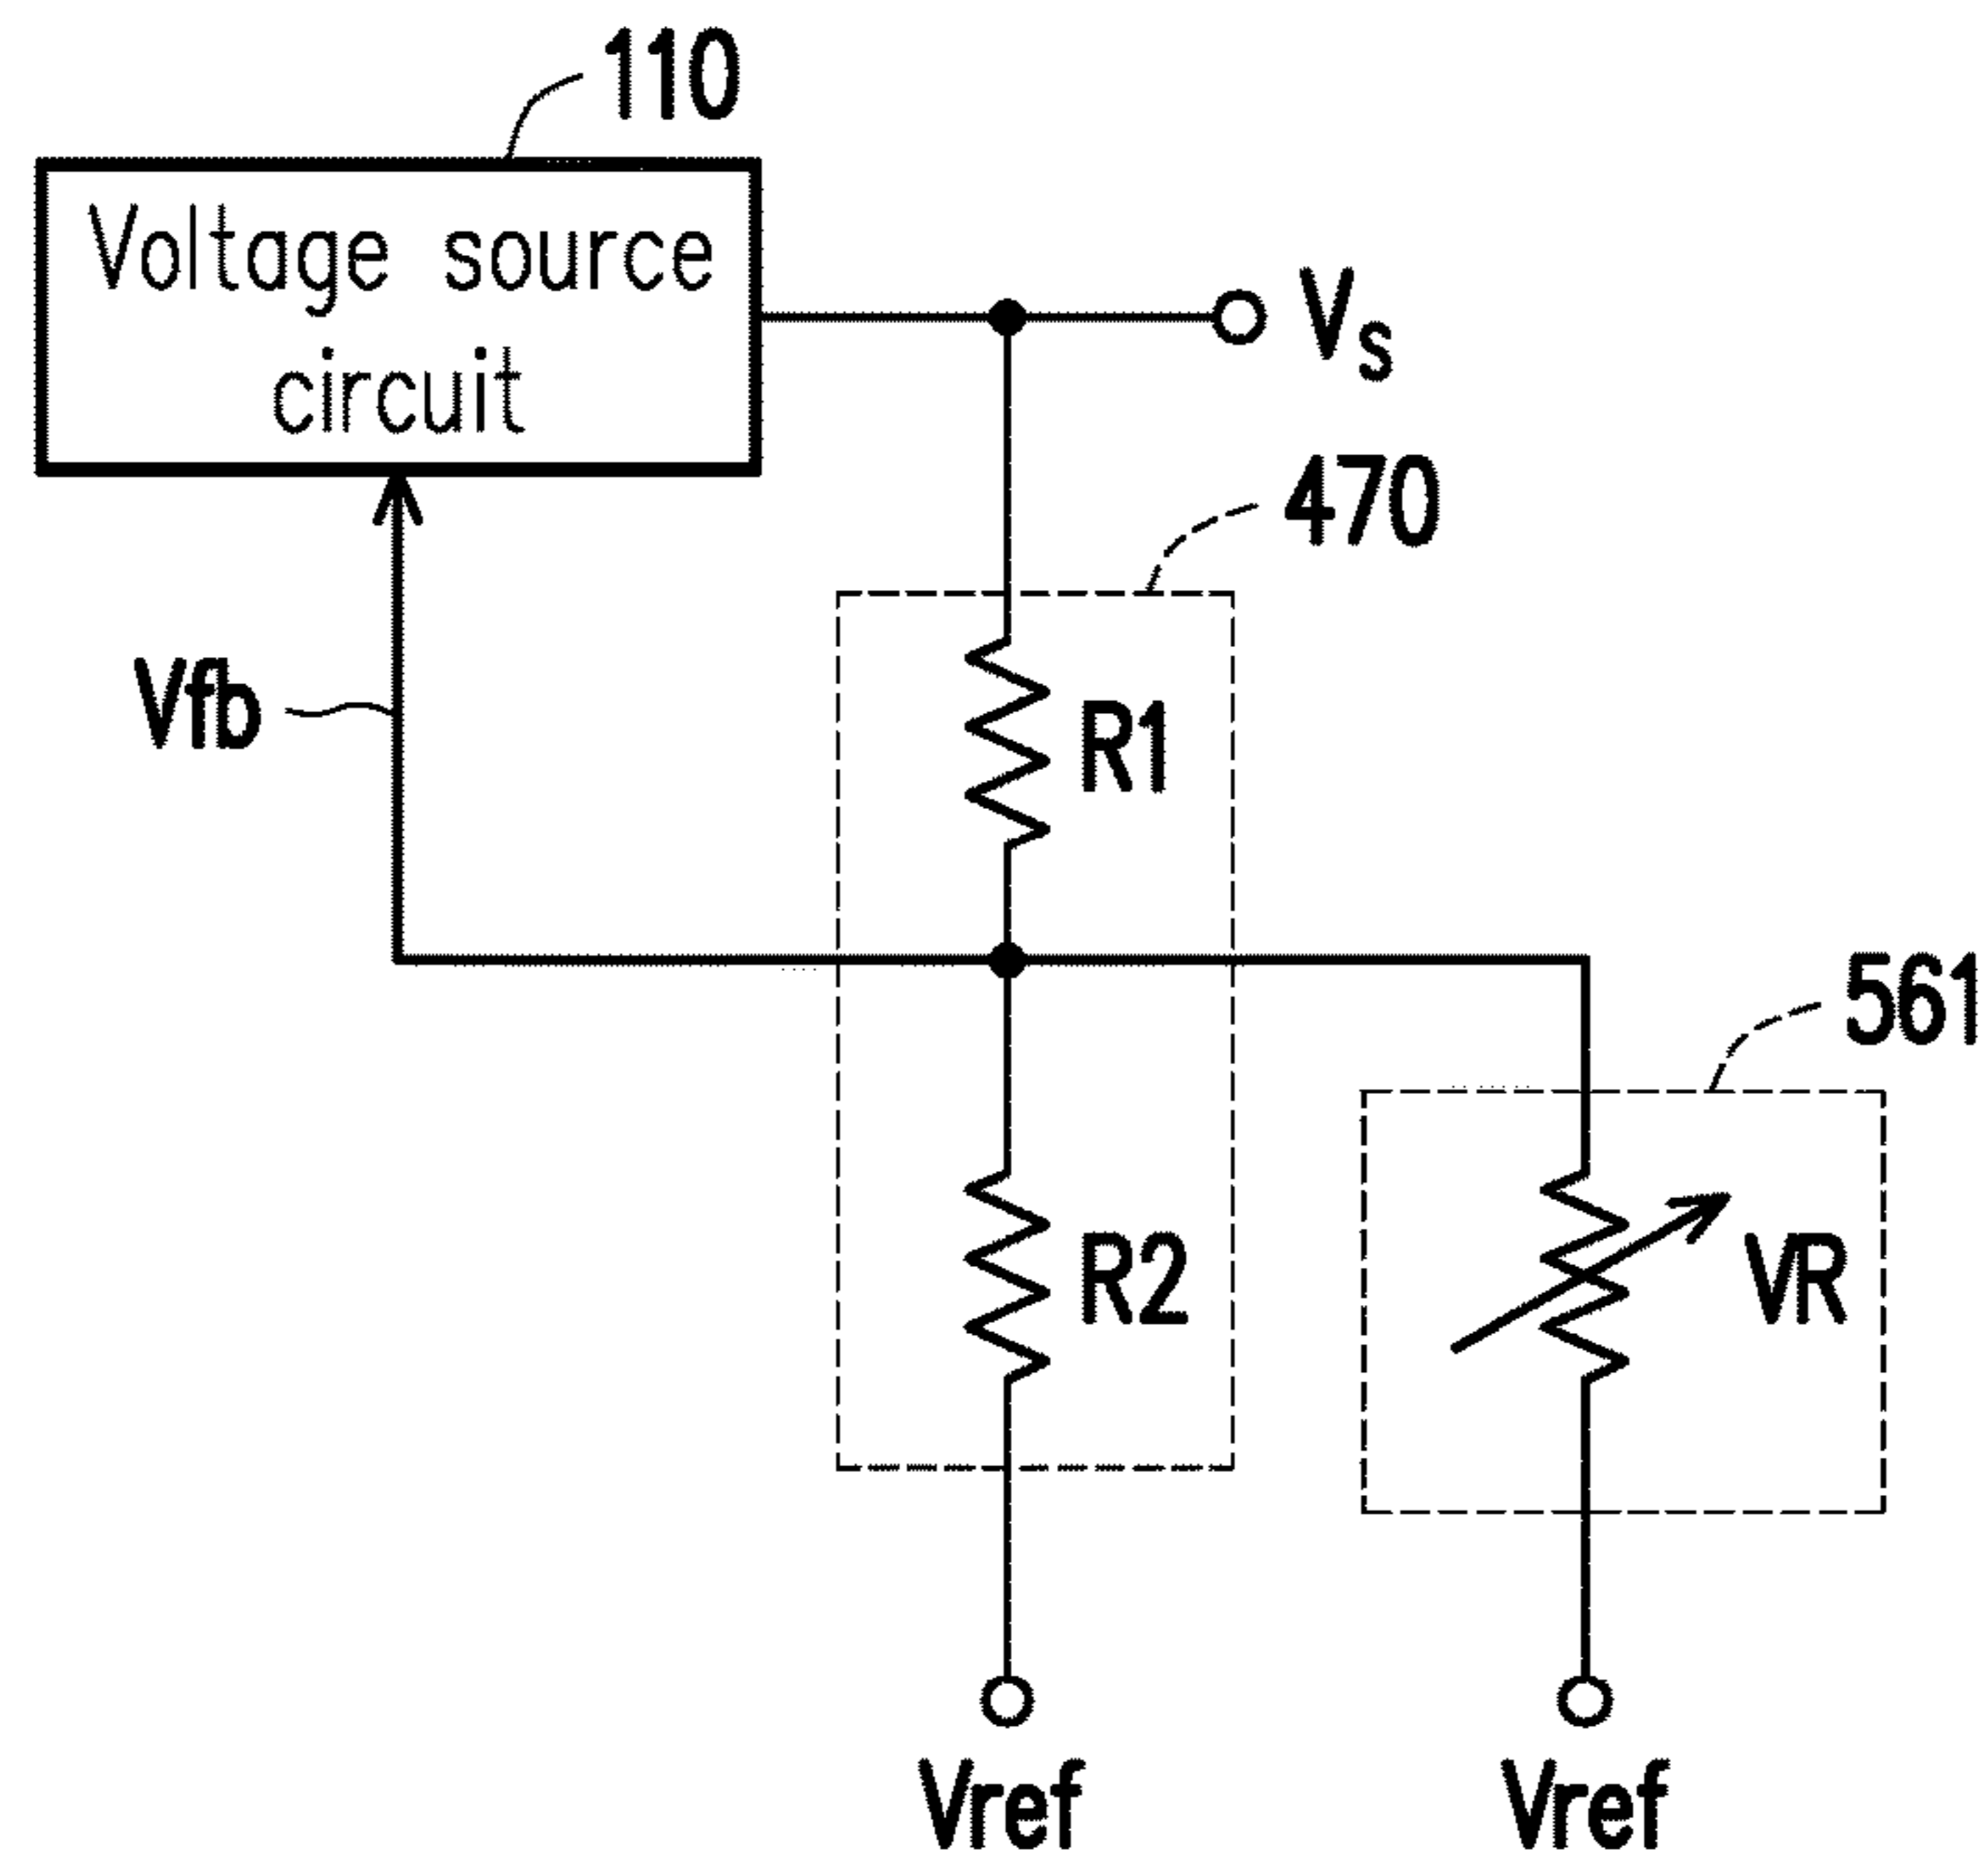 110
Voltage source
circuit
Vs
470
Vfb
R1
561
R2
VR
Vref
Vref